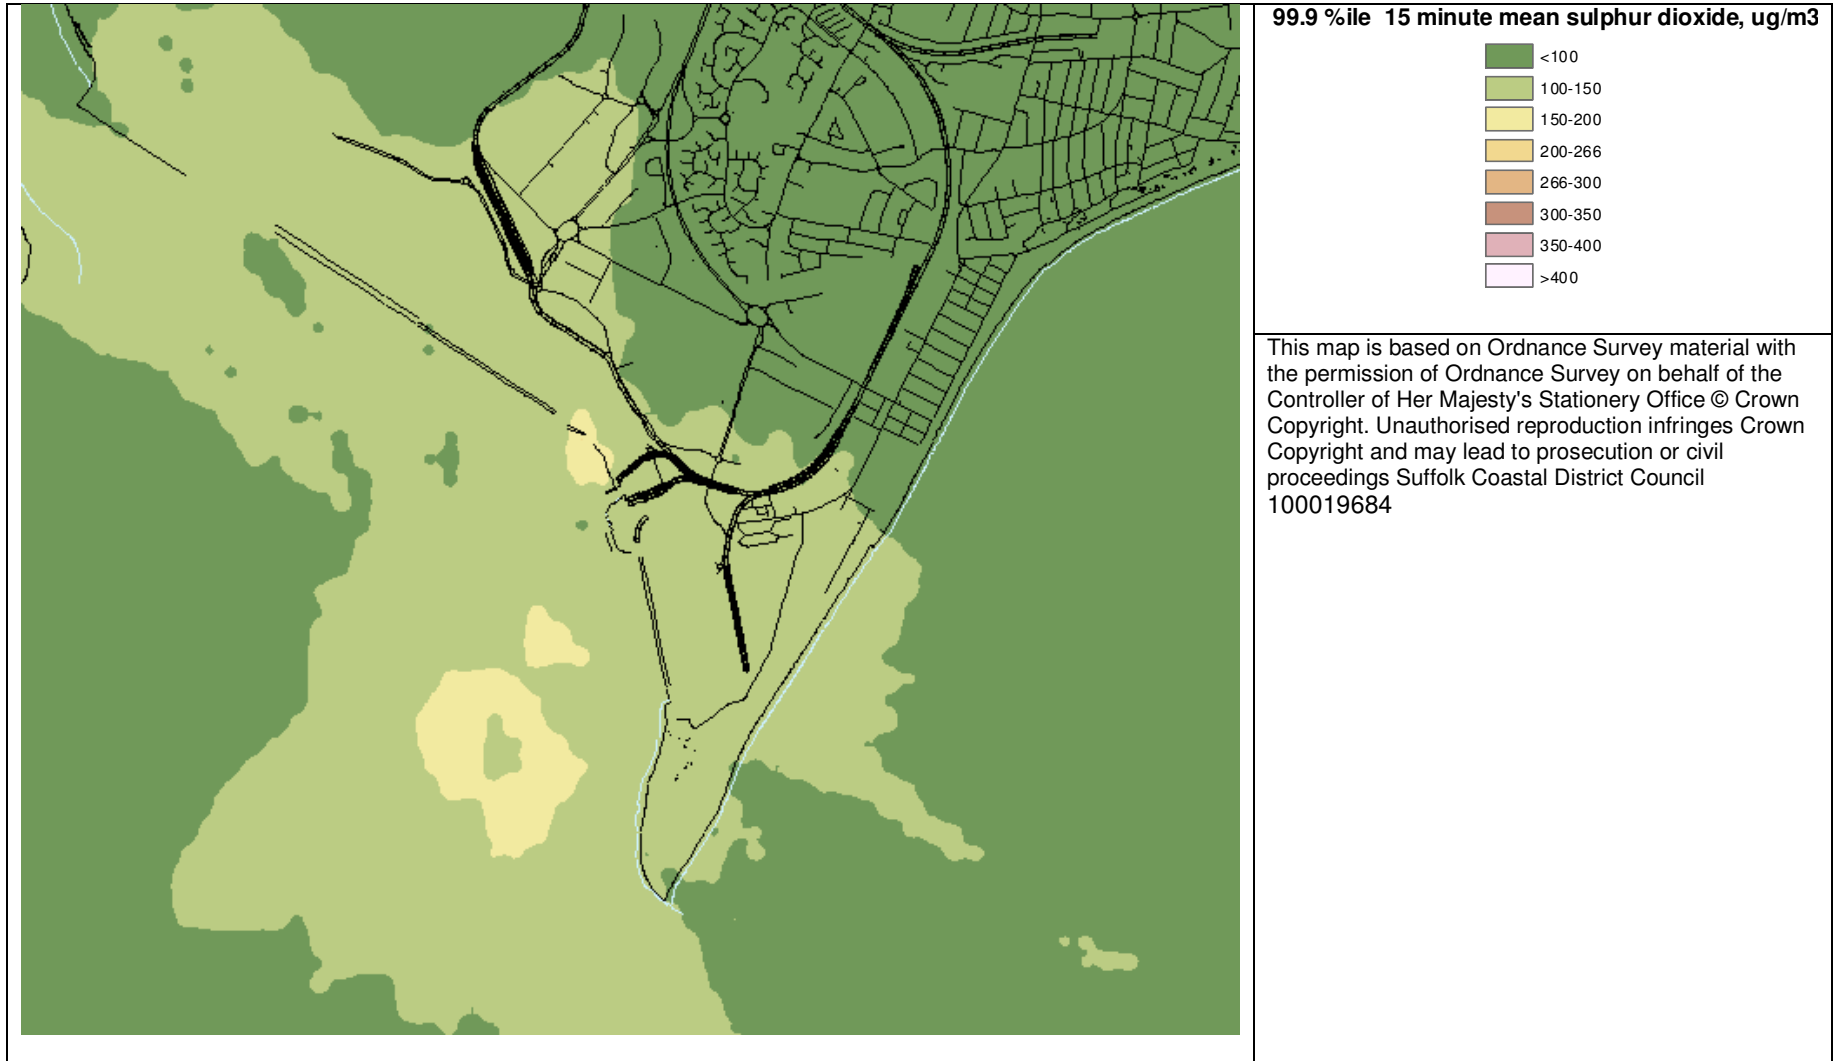 99.9 %ile 15 minute mean sulphur dioxide, ug/m3
<100
100-150
150-200
200-266
266-300
300-350
350-400
>400
This map is based on Ordnance Survey material with
the permission of Ordnance Survey on behalf of the
Controller of Her Majesty's Stationery Office © Crown
Copyright. Unauthorised reproduction infringes Crown
Copyright and may lead to prosecution or civil
proceedings Suffolk Coastal District Council
100019684